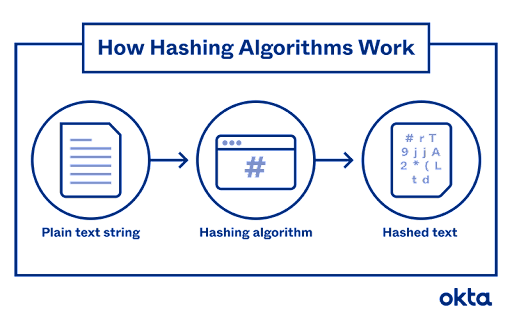 How Hashing Algorithms Work
#
# r T
9 j j A
2 * ( L
t d
Plain text string
Hashing algorithm
Hashed text
okta